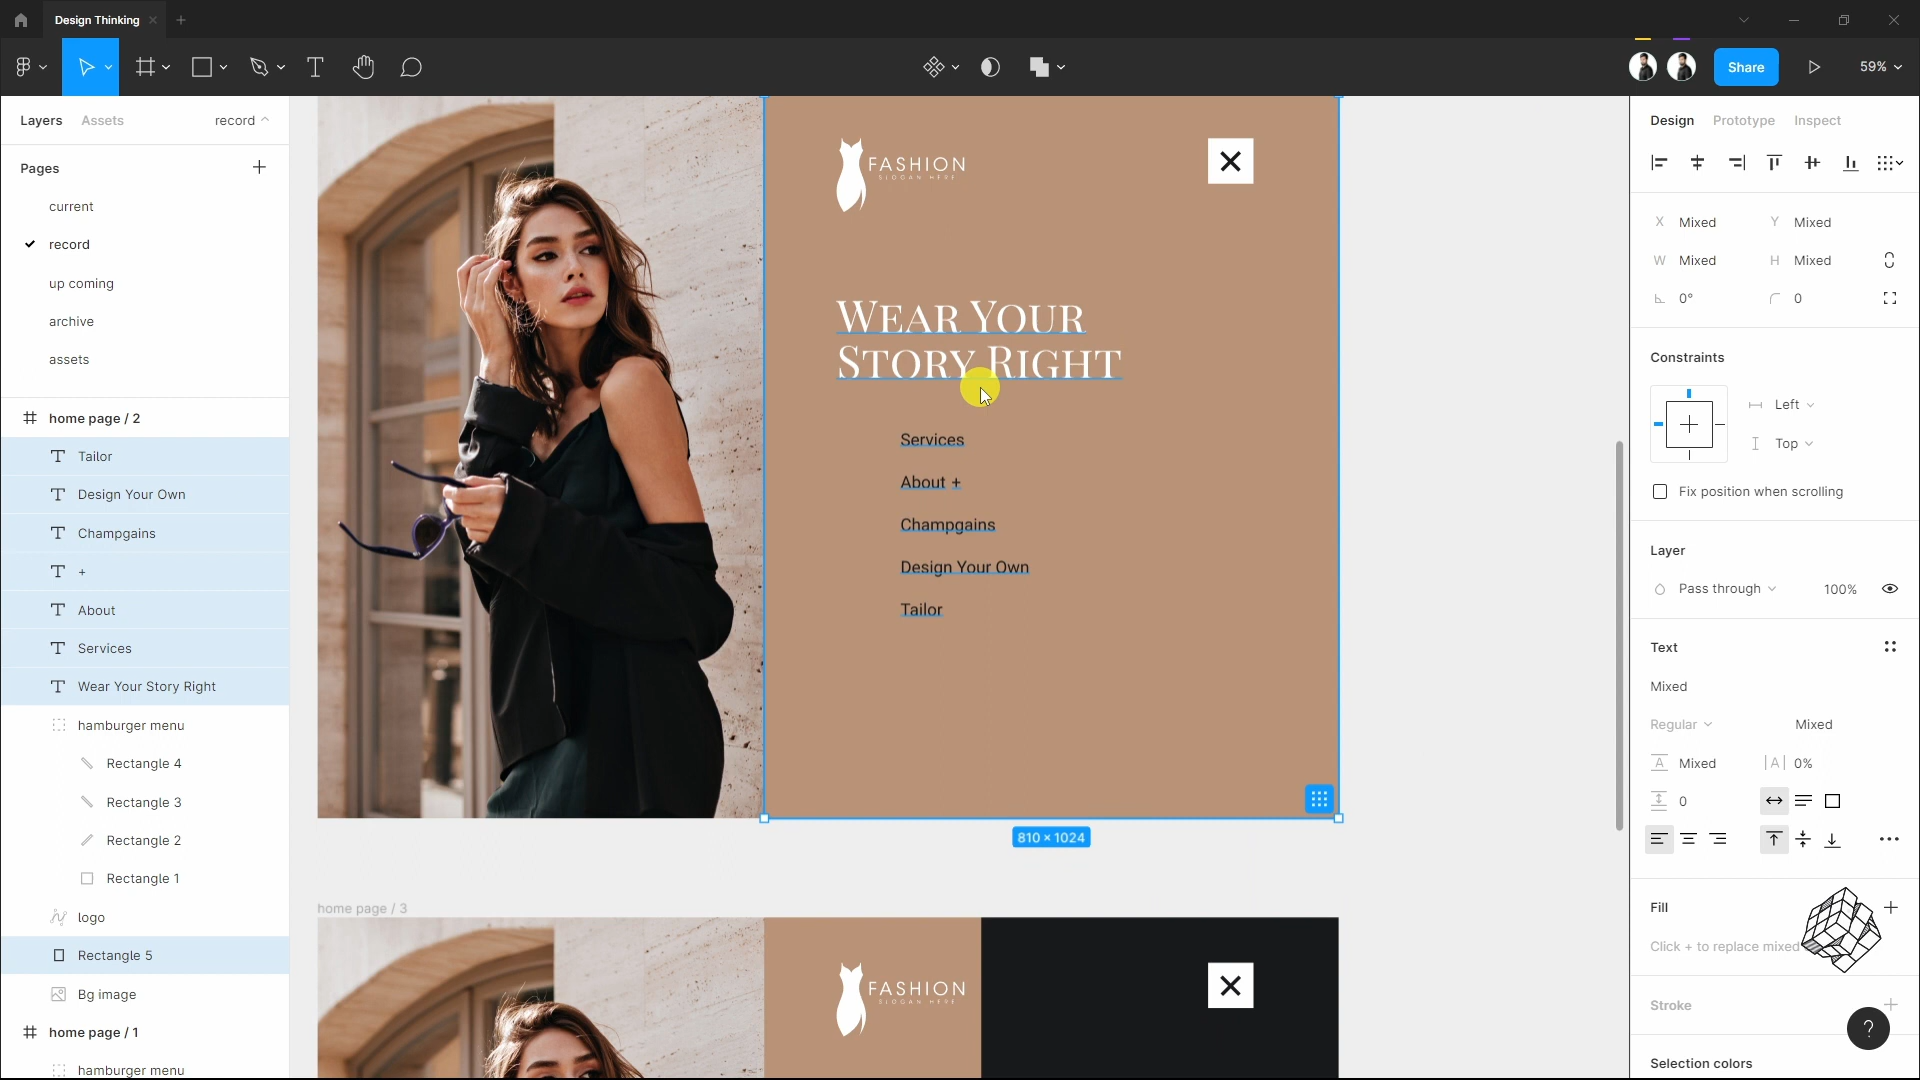 Design Thinking
Share
59%
Layers
Assets
record
Pages
current
record
up coming
archive
assets
home page / 2
Tailor
Design Your Own
Champgains
+
About
Services
Wear Your Story Right
hamburger menu
Rectangle 4
Rectangle 3
Rectangle 2
Rectangle 1
logo
Rectangle 5
Bg image
home page / 1
hamburger menu
FASHION
SLOGAN HERE
Wear Your
Story Right
Services
About +
Champgains
Design Your Own
Tailor
810 × 1024
home page / 3
FASHION
SLOGAN HERE
Design
Prototype
Inspect
X Mixed
Y Mixed
W Mixed
H Mixed
0°
0
Constraints
Left
Top
Fix position when scrolling
Layer
Pass through
100%
Text
Mixed
Regular
Mixed
Mixed
0%
0
Fill
Click + to replace mixed
Stroke
?
Selection colors